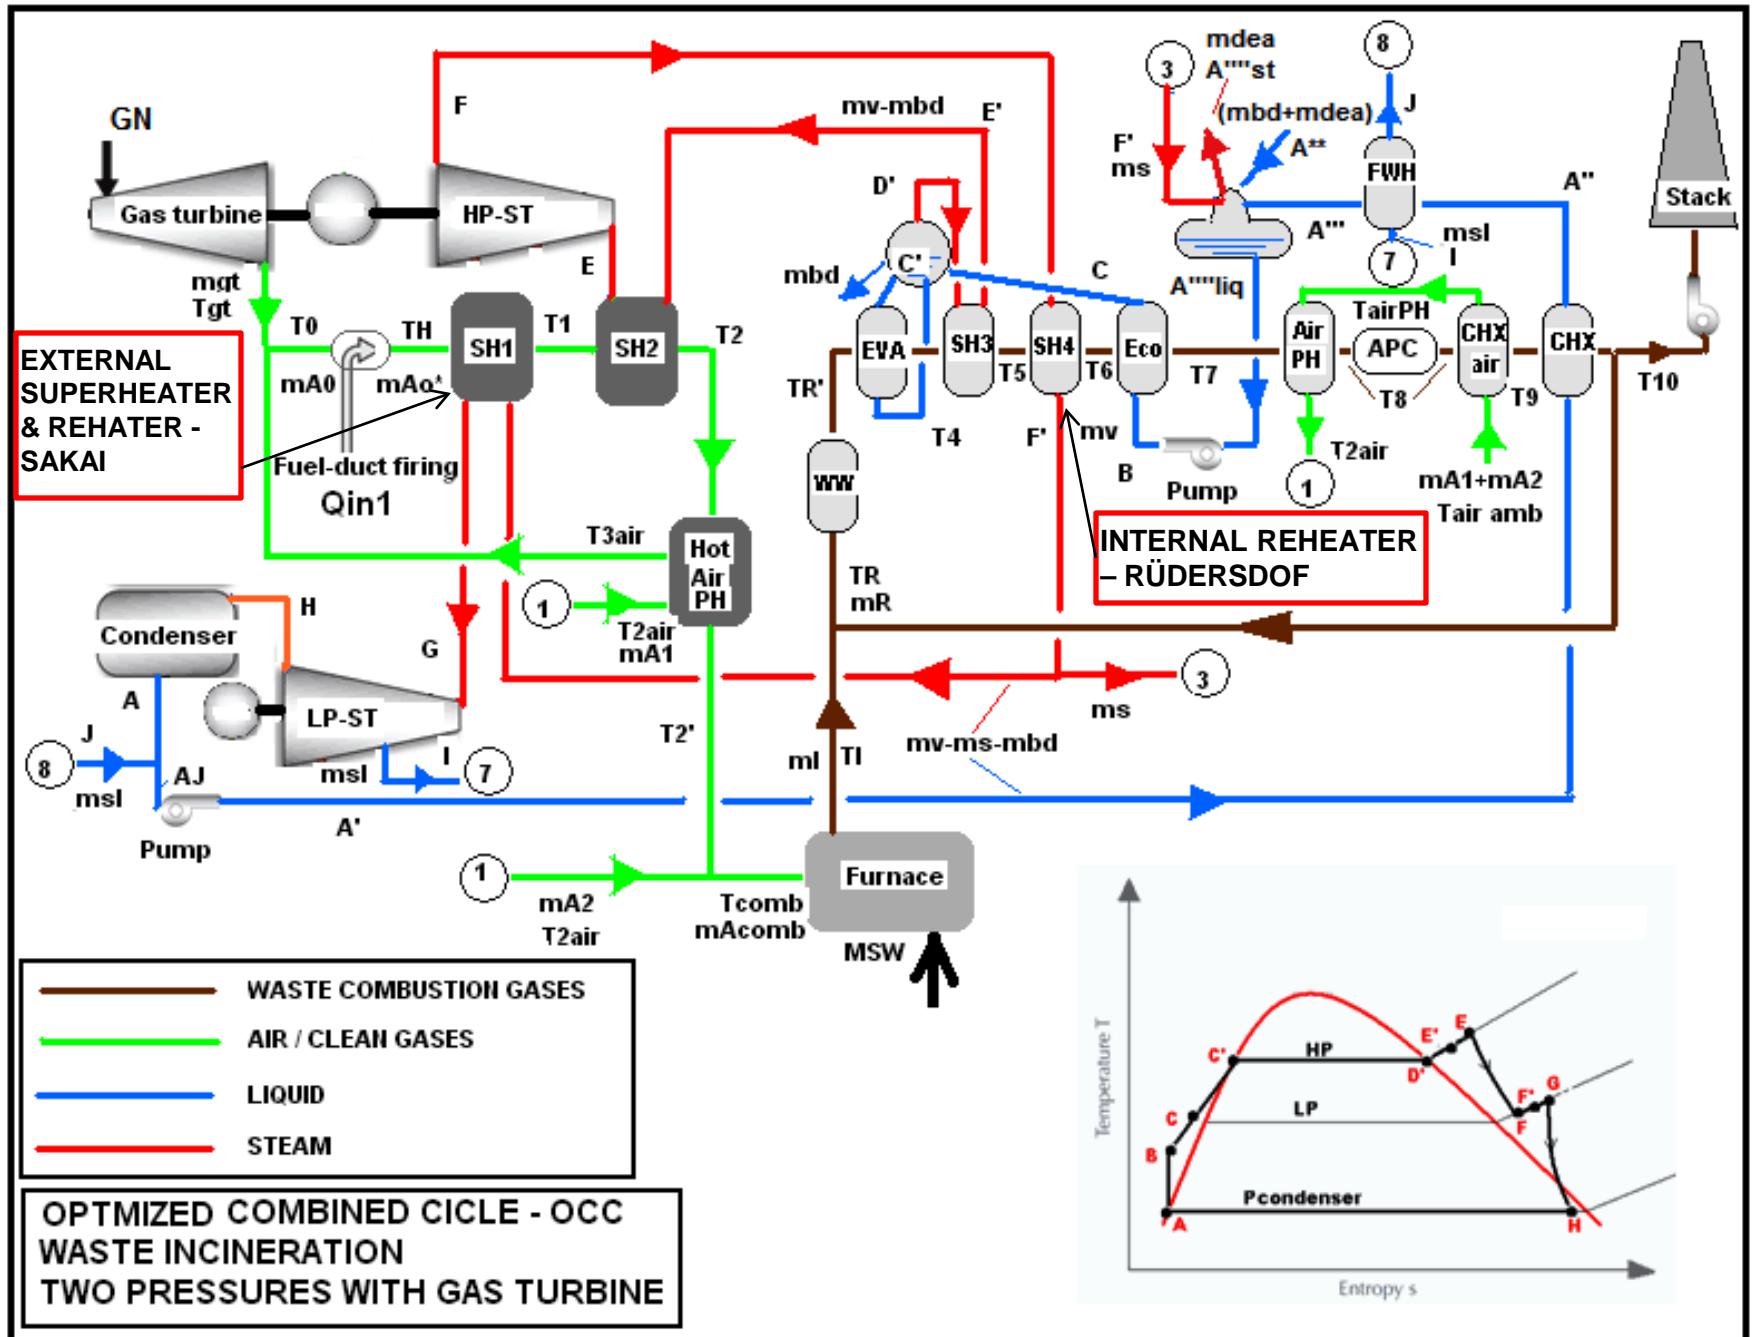 GN
Gas turbine
HP-ST
F
E
mgt
Tgt
T0
TH
mA0
mAo*
SH1
T1
SH2
T2
EXTERNAL
SUPERHEATER
& REHATER -
SAKAI
Fuel-duct firing
Qin1
T3air
Hot
Air
PH
1
T2air
mA1
Condenser
H
G
A
LP-ST
J
8
msl
AJ
msl
I
7
Pump
A'
T2'
1
mA2
T2air
Tcomb
mAcomb
Furnace
MSW
mI
TI
TR
mR
WW
TR'
mv-mbd
E'
D'
C'
mbd
C
EVA
SH3
SH4
Eco
T4
T5
T6
T7
F'
mv
B
Pump
3
mdea
A''''''st
(mbd+mdea)
A**
F'
ms
A'''
A'''''liq
8
J
FWH
msl
I
7
A''
Stack
Air
PH
TairPH
APC
CHX
air
CHX
T8
T9
T10
T2air
1
mA1+mA2
Tair amb
INTERNAL REHEATER
– RÜDERSDOF
3
ms
mv-ms-mbd
WASTE COMBUSTION GASES
AIR / CLEAN GASES
LIQUID
STEAM
OPTMIZED COMBINED CICLE - OCC
WASTE INCINERATION
TWO PRESSURES WITH GAS TURBINE
Temperature T
C'
HP
E'
E
D'
C
LP
F'
G
F
B
Pcondenser
A
H
Entropy s